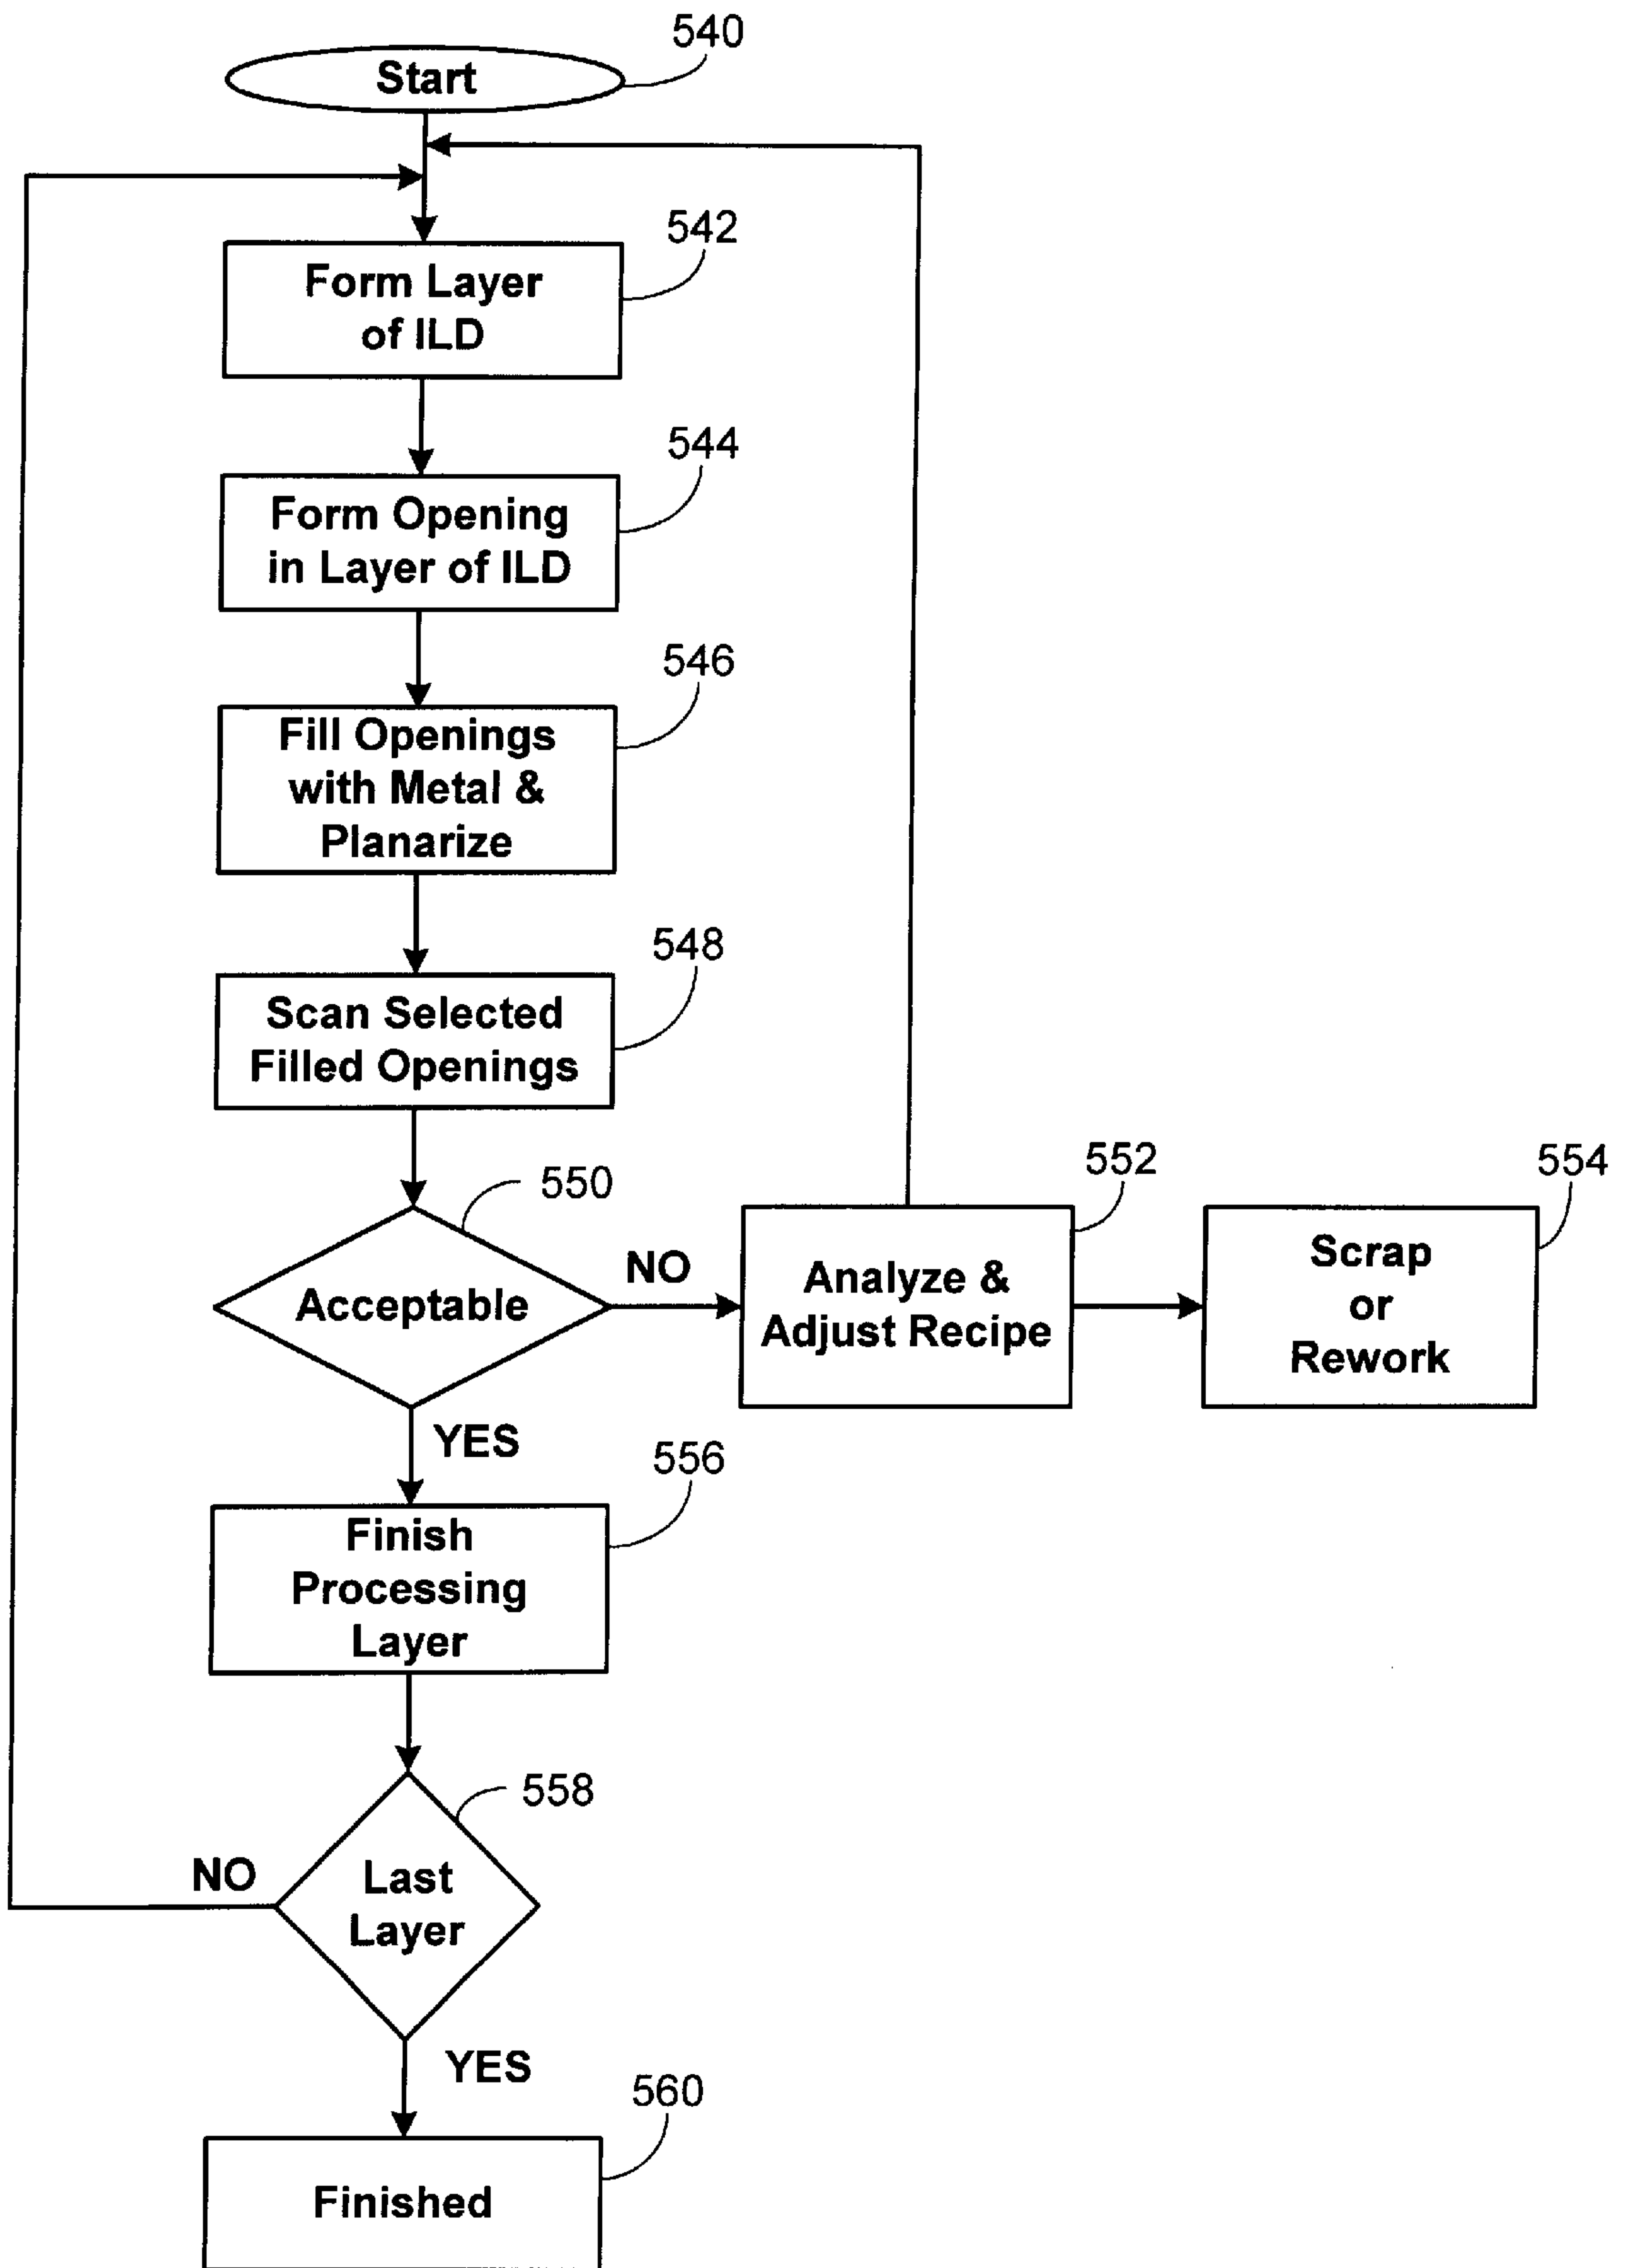 540
Start
542
Form Layer
of ILD
544
Form Opening
in Layer of ILD
546
Fill Openings
with Metal &
Planarize
548
Scan Selected
Filled Openings
550
Acceptable
NO
552
Analyze &
Adjust Recipe
554
Scrap
or
Rework
YES
556
Finish
Processing
Layer
558
NO
Last
Layer
YES
560
Finished